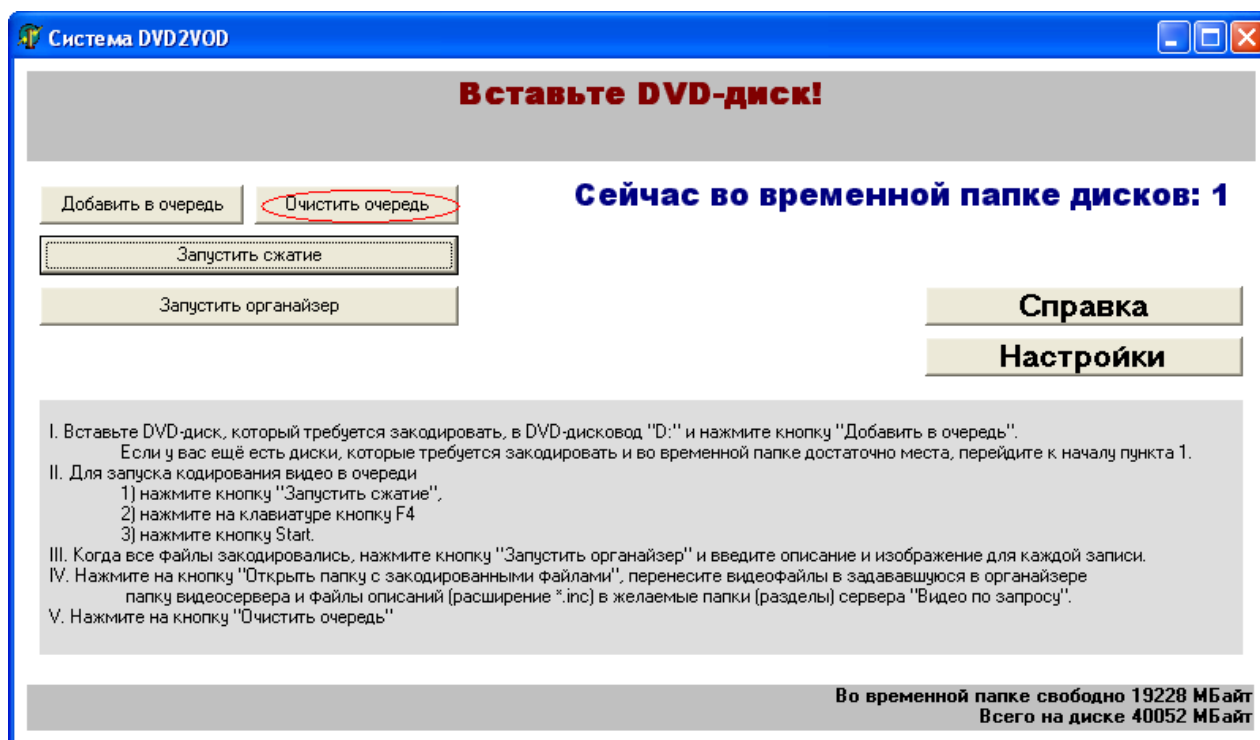 Система DVD2VOD
Вставьте DVD-диск!
Добавить в очередь
Очистить очередь
Сейчас во временной папке дисков: 1
Запустить сжатие
Запустить органайзер
Справка
Настройки
I. Вставьте DVD-диск, который требуется закодировать, в DVD-дисковод "D:" и нажмите кнопку "Добавить в очередь".
Если у вас ещё есть диски, которые требуется закодировать и во временной папке достаточно места, перейдите к началу пункта 1.
II. Для запуска кодирования видео в очереди
1) нажмите кнопку "Запустить сжатие",
2) нажмите на клавиатуре кнопку F4
3) нажмите кнопку Start.
III. Когда все файлы закодировались, нажмите кнопку "Запустить органайзер" и введите описание и изображение для каждой записи.
IV. Нажмите на кнопку "Открыть папку с закодированными файлами", перенесите видеофайлы в задававшуюся в органайзере
папку видеосервера и файлы описаний (расширение *.inc) в желаемые папки (разделы) сервера "Видео по запросу".
V. Нажмите на кнопку "Очистить очередь"
Во временной папке свободно 19228 МБайт
Всего на диске 40052 МБайт